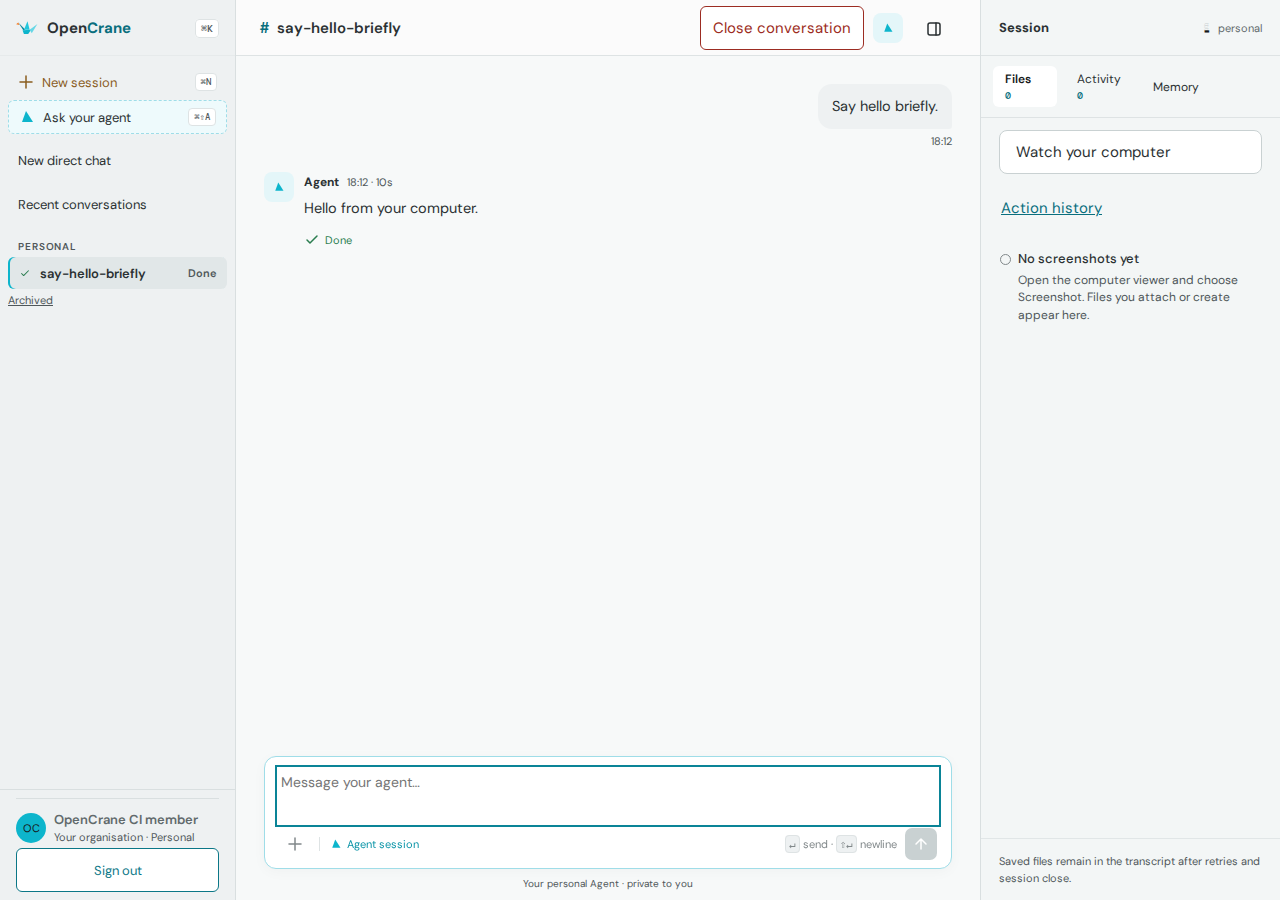 OpenCrane ⌘K
New session ⌘N
Ask your agent ⌘⇧A
New direct chat
Recent conversations
PERSONAL
say-hello-briefly Done
Archived
OC
OpenCrane CI member
Your organisation · Personal
Sign out
# say-hello-briefly
Close conversation
Say hello briefly.
18:12
Agent 18:12 · 10s
Hello from your computer.
Done
Message your agent…
Agent session
↵ send · ⇧↵ newline
Your personal Agent · private to you
Session
personal
Files
0
Activity
0
Memory
Watch your computer
Action history
No screenshots yet
Open the computer viewer and choose
Screenshot. Files you attach or create
appear here.
Saved files remain in the transcript after retries and
session close.